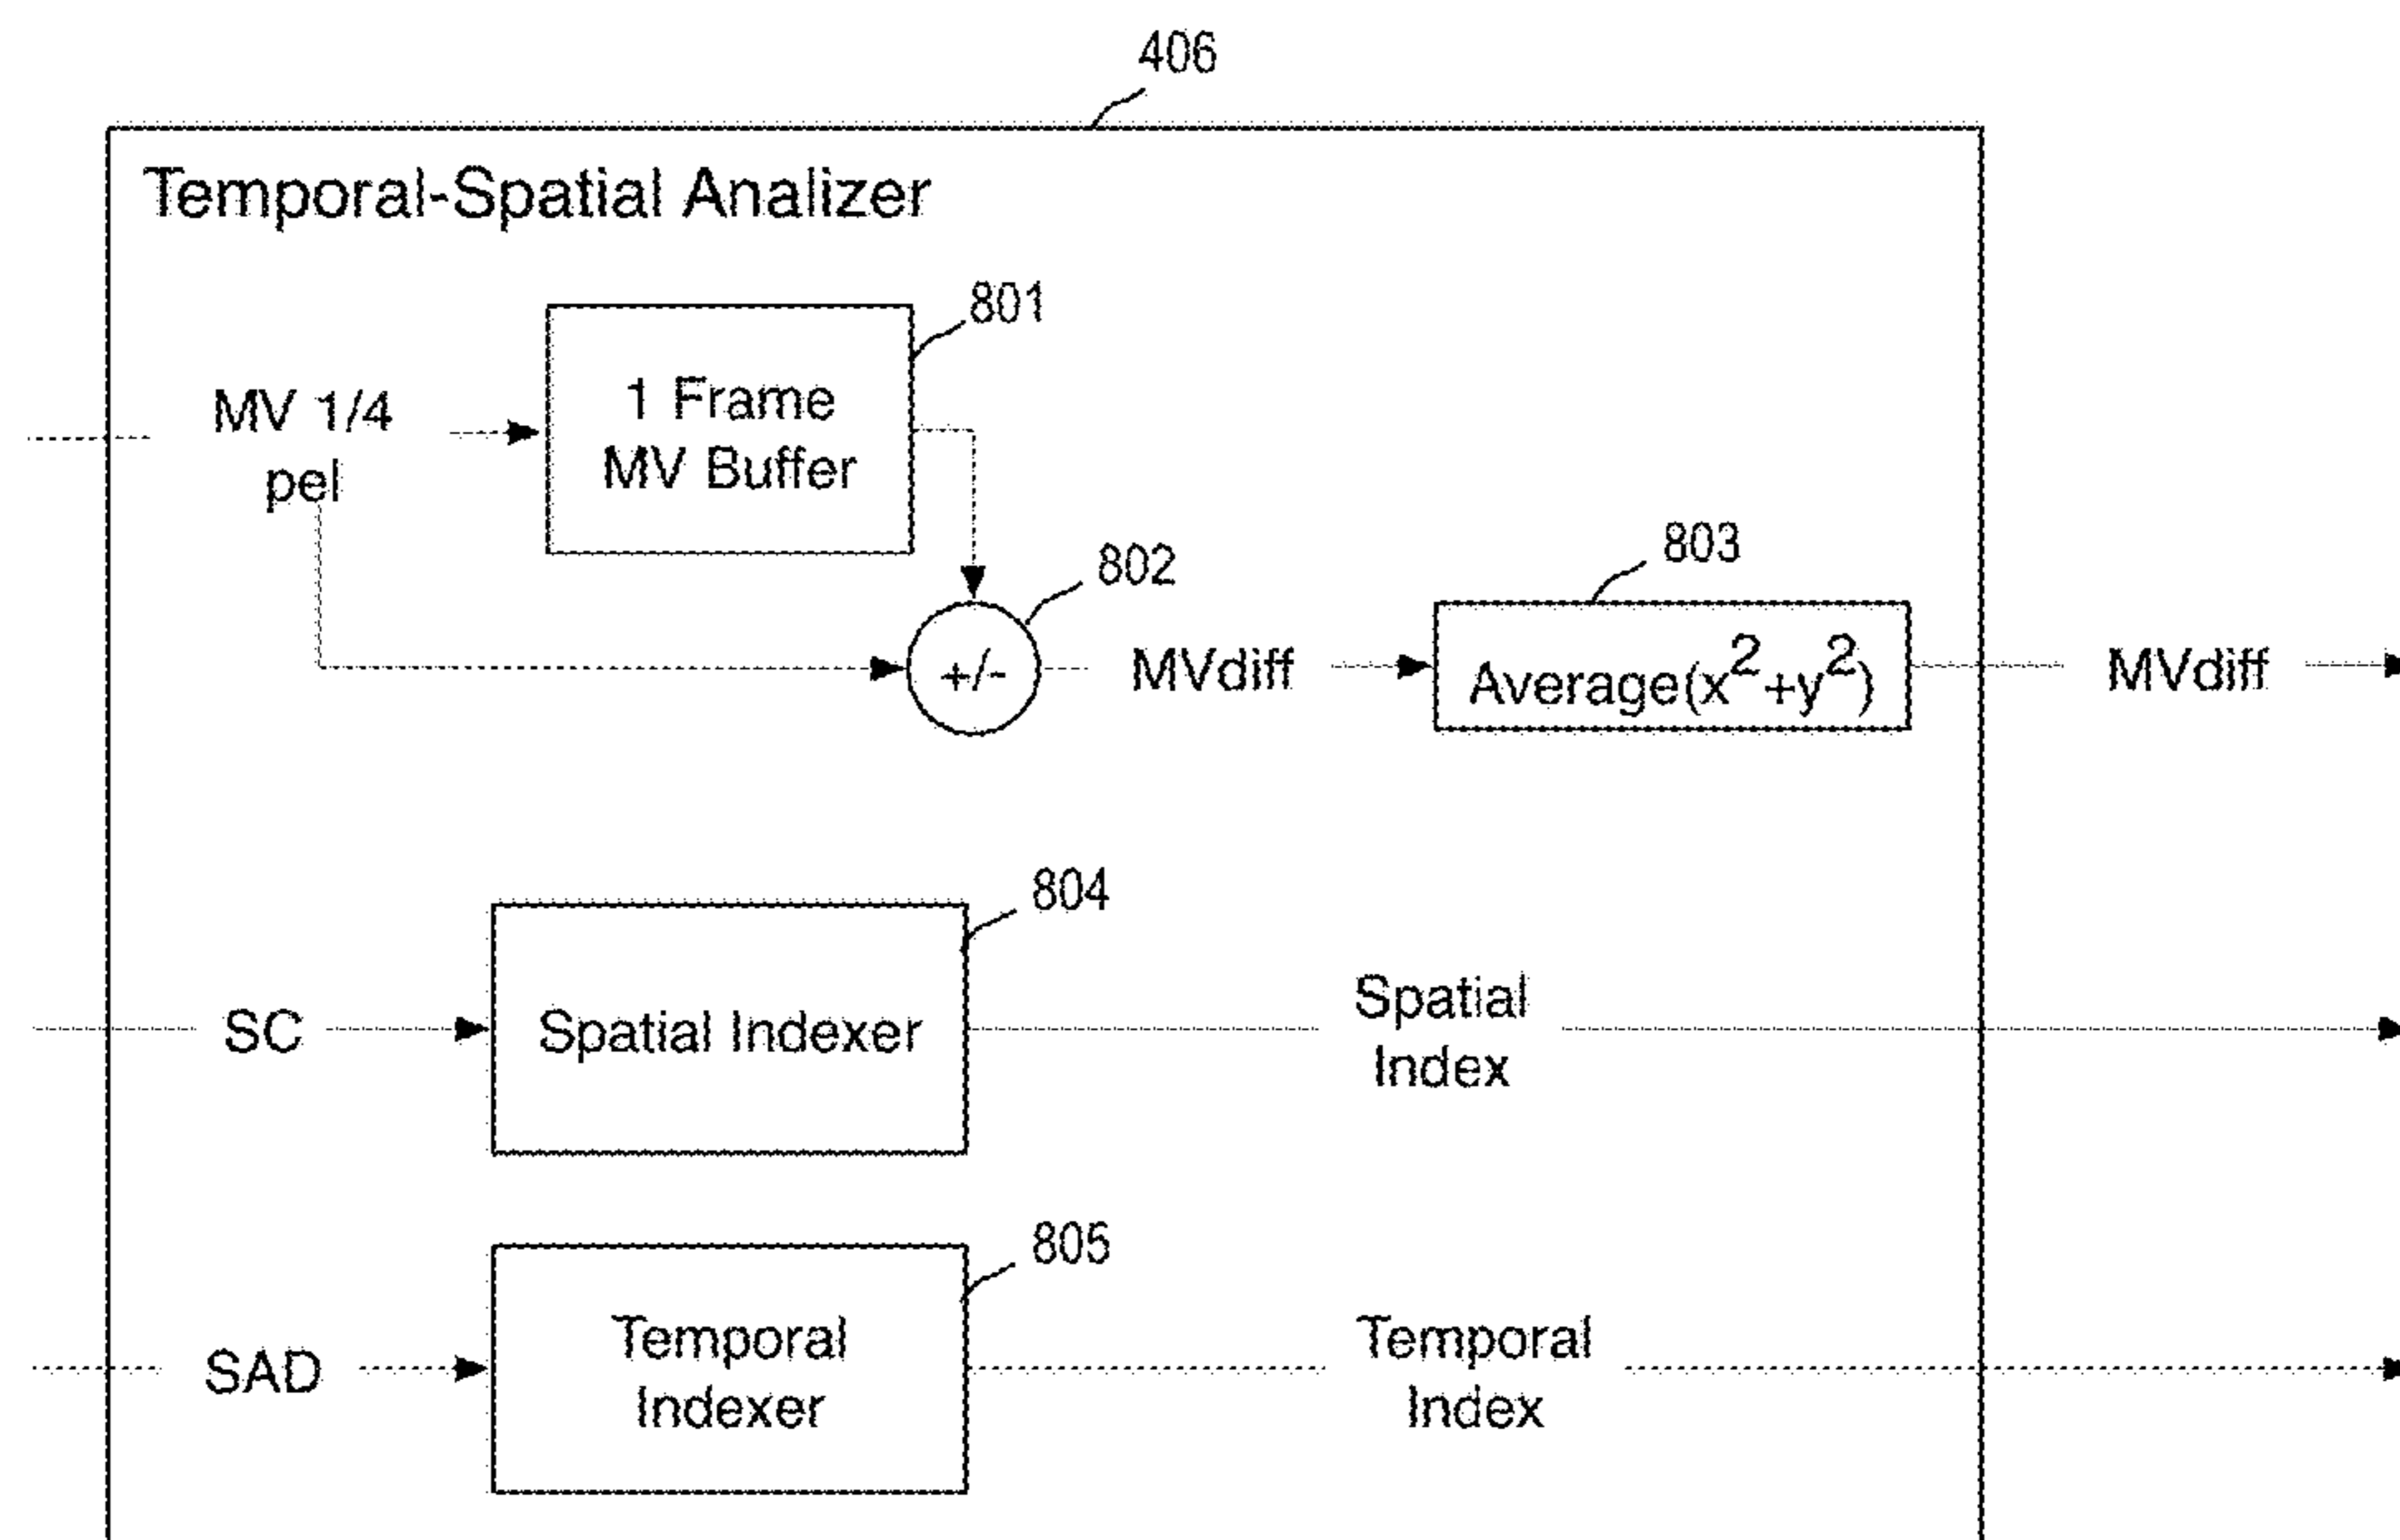 406
Temporal-Spatial Analizer
801
MV 1/4
pel
1 Frame
MV Buffer
802
803
+/-
MVdiff
Average(x²+y²)
MVdiff
804
SC
Spatial Indexer
Spatial
Index
805
SAD
Temporal
Indexer
Temporal
Index